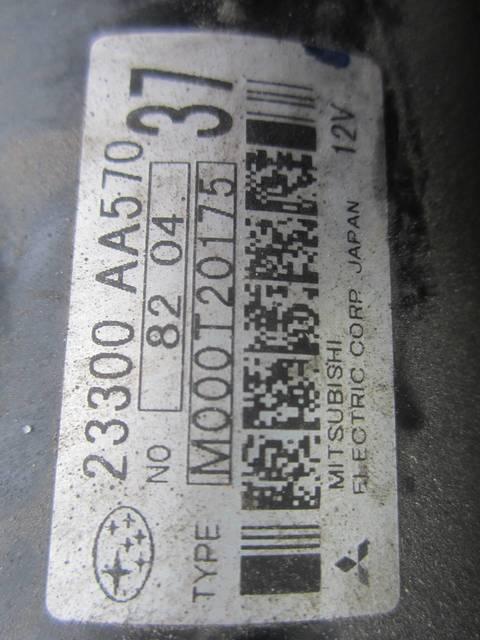 23300 AA570
37
NO 82 04
TYPE M000T20175
12V
MITSUBISHI
ELECTRIC CORP. JAPAN